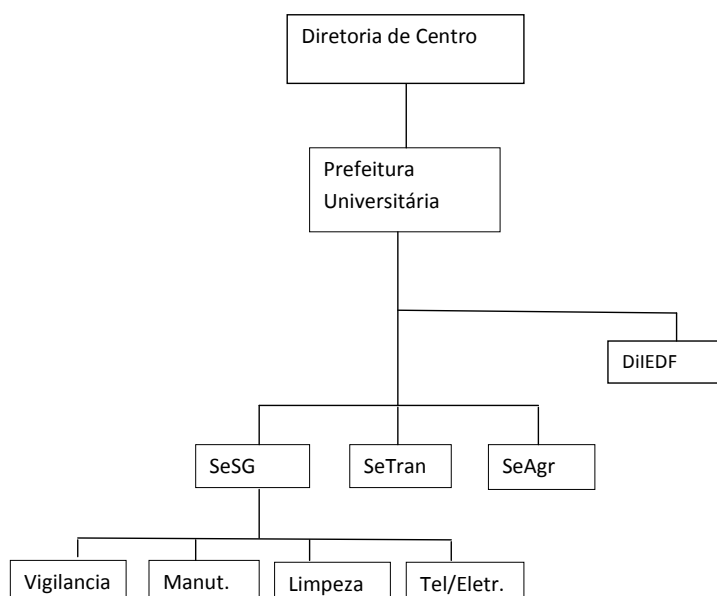 Diretoria de Centro
Prefeitura
Universitária
DiIEDF
SeSG
SeTran
SeAgr
Vigilancia
Manut.
Limpeza
Tel/Eletr.